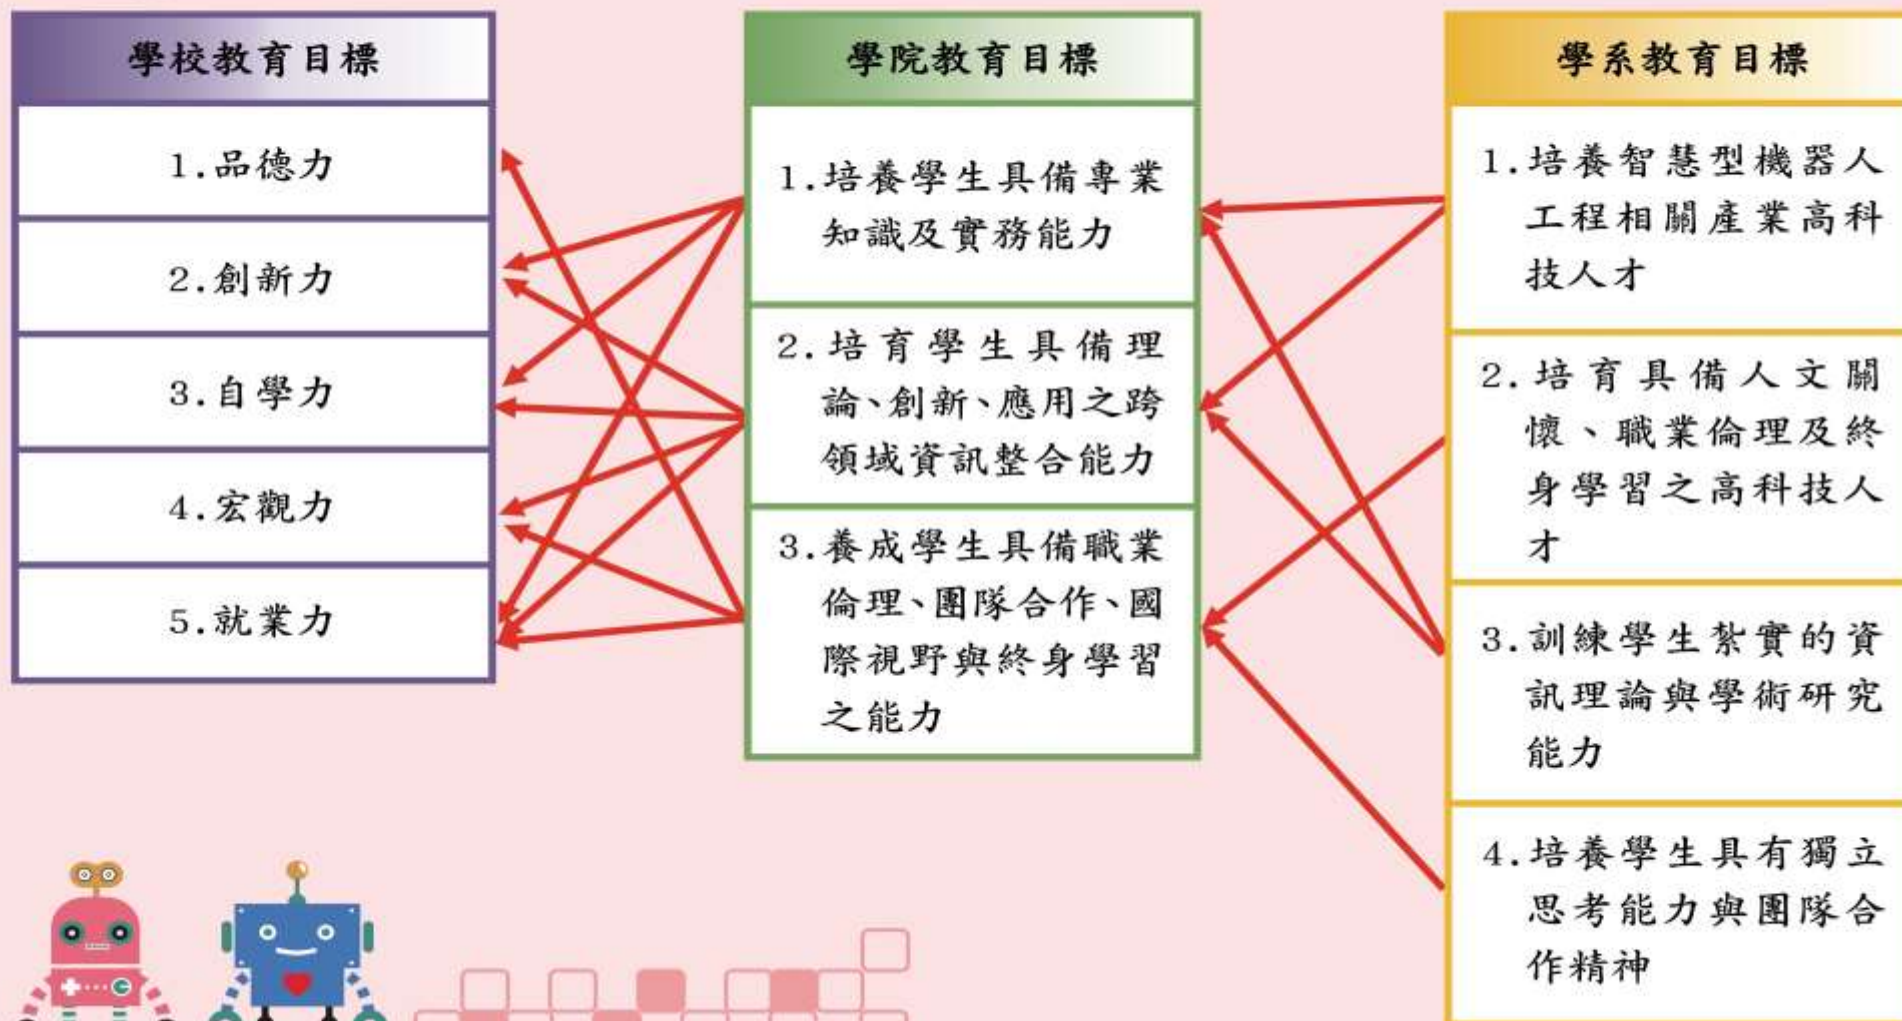 學校教育目標
1.品德力
2.創新力
3.自學力
4.宏觀力
5.就業力
學院教育目標
1.培養學生具備專業
知識及實務能力
2.培育學生具備理
論、創新、應用之跨
領域資訊整合能力
3.養成學生具備職業
倫理、團隊合作、國
際視野與終身學習
之能力
學系教育目標
1.培養智慧型機器人
工程相關產業高科
技人才
2.培育具備人文關
懷、職業倫理及終
身學習之高科技人
才
3.訓練學生紮實的資
訊理論與學術研究
能力
4.培養學生具有獨立
思考能力與團隊合
作精神